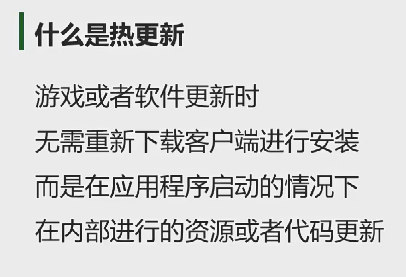 什么是热更新
游戏或者软件更新时
无需重新下载客户端进行安装
而是在应用程序启动的情况下
在内部进行的资源或者代码更新